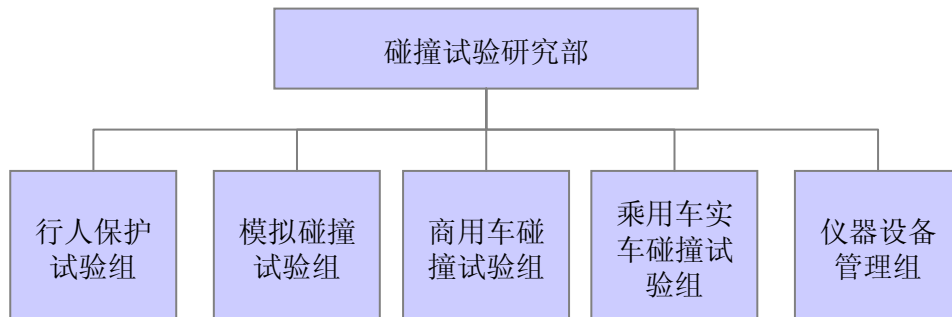 碰撞试验研究部
行人保护
试验组
模拟碰撞
试验组
商用车碰
撞试验组
乘用车实
车碰撞试
验组
仪器设备
管理组